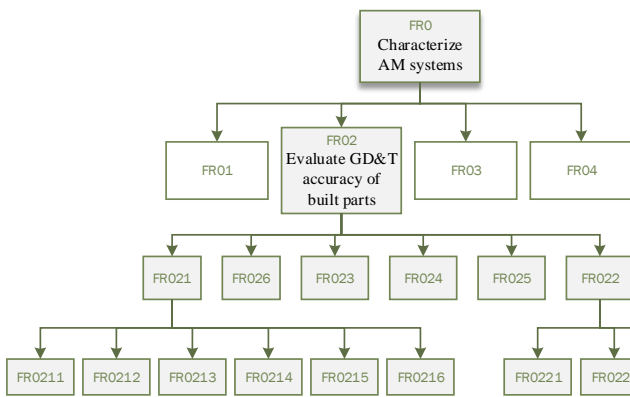 FR0
Characterize
AM systems
FR01
FR02
Evaluate GD&T
accuracy of
built parts
FR03
FR04
FR021
FR026
FR023
FR024
FR025
FR022
FR0211
FR0212
FR0213
FR0214
FR0215
FR0216
FR0221
FR022